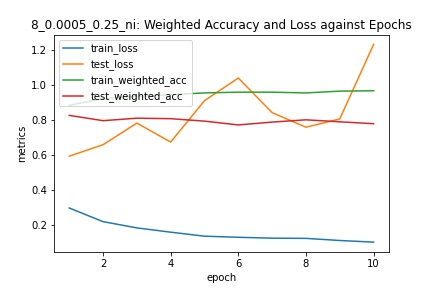 8_0.0005_0.25_ni: Weighted Accuracy and Loss against Epochs
train_loss
test_loss
train_weighted_acc
test_weighted_acc
1.2
1.0
0.8
0.6
0.4
0.2
metrics
2
4
6
8
10
epoch